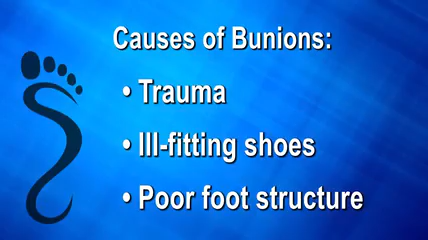 Causes of Bunions:
• Trauma
• Ill-fitting shoes
• Poor foot structure